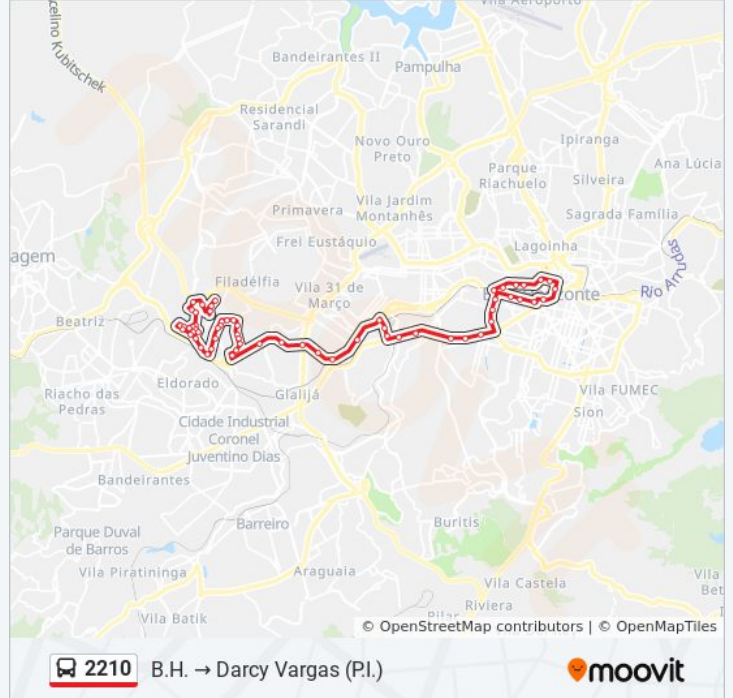 Vila Aeroporto
celino Kubitschek
Bandeirantes II
Pampulha
Residencial
Sarandi
Novo Ouro
Preto
Ipiranga
Parque
Riachuelo
Ana Lúcia
Silveira
Vila Jardim
Montanhês
Primavera
Sagrada Família
Frei Eustáquio
Lagoinha
agem
Filadélfia
Vila 31 de
Março
Rio Arrudas
Beatriz
Eldorado
Riacho das
Pedras
Glalijá
Vila FUMEC
Sion
Cidade Industrial
Coronel
Juventino Dias
Bandeirantes
Parque Duval
de Barros
Barreiro
Buritis
Vila Piratininga
Araguaia
Vila Castela
Vila
Bet
Riviera
Vila Batik
© OpenStreetMap contributors | © OpenMapTiles
2210 B.H. → Darcy Vargas (P.I.)
moovit